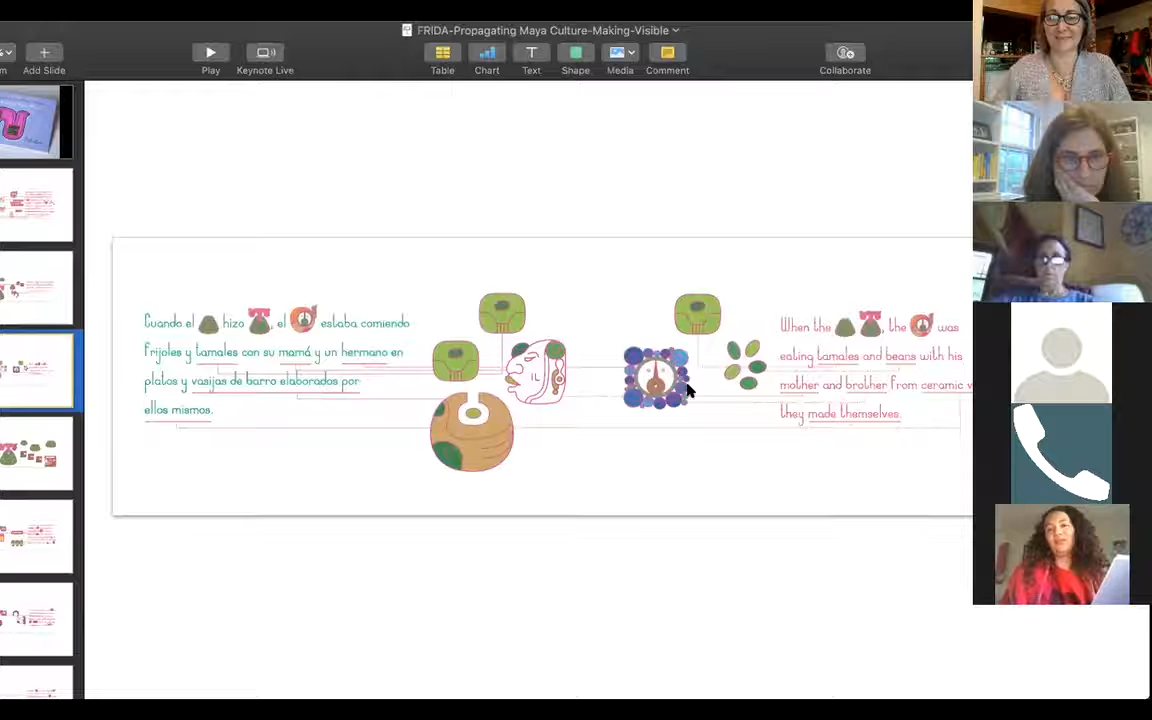 FRIDA-Propagating Maya Culture-Making-Visible
Add Slide
Play
Keynote Live
Table
Chart
Text
Shape
Media
Comment
Collaborate
Cuando el hizo , el estaba comiendo
frijoles y tamales con su mamá y un hermano en
platos y vasijas de barro elaborados por
ellos mismos.
When the , the was
eating tamales and beans with his
mother and brother from ceramic
they made themselves.